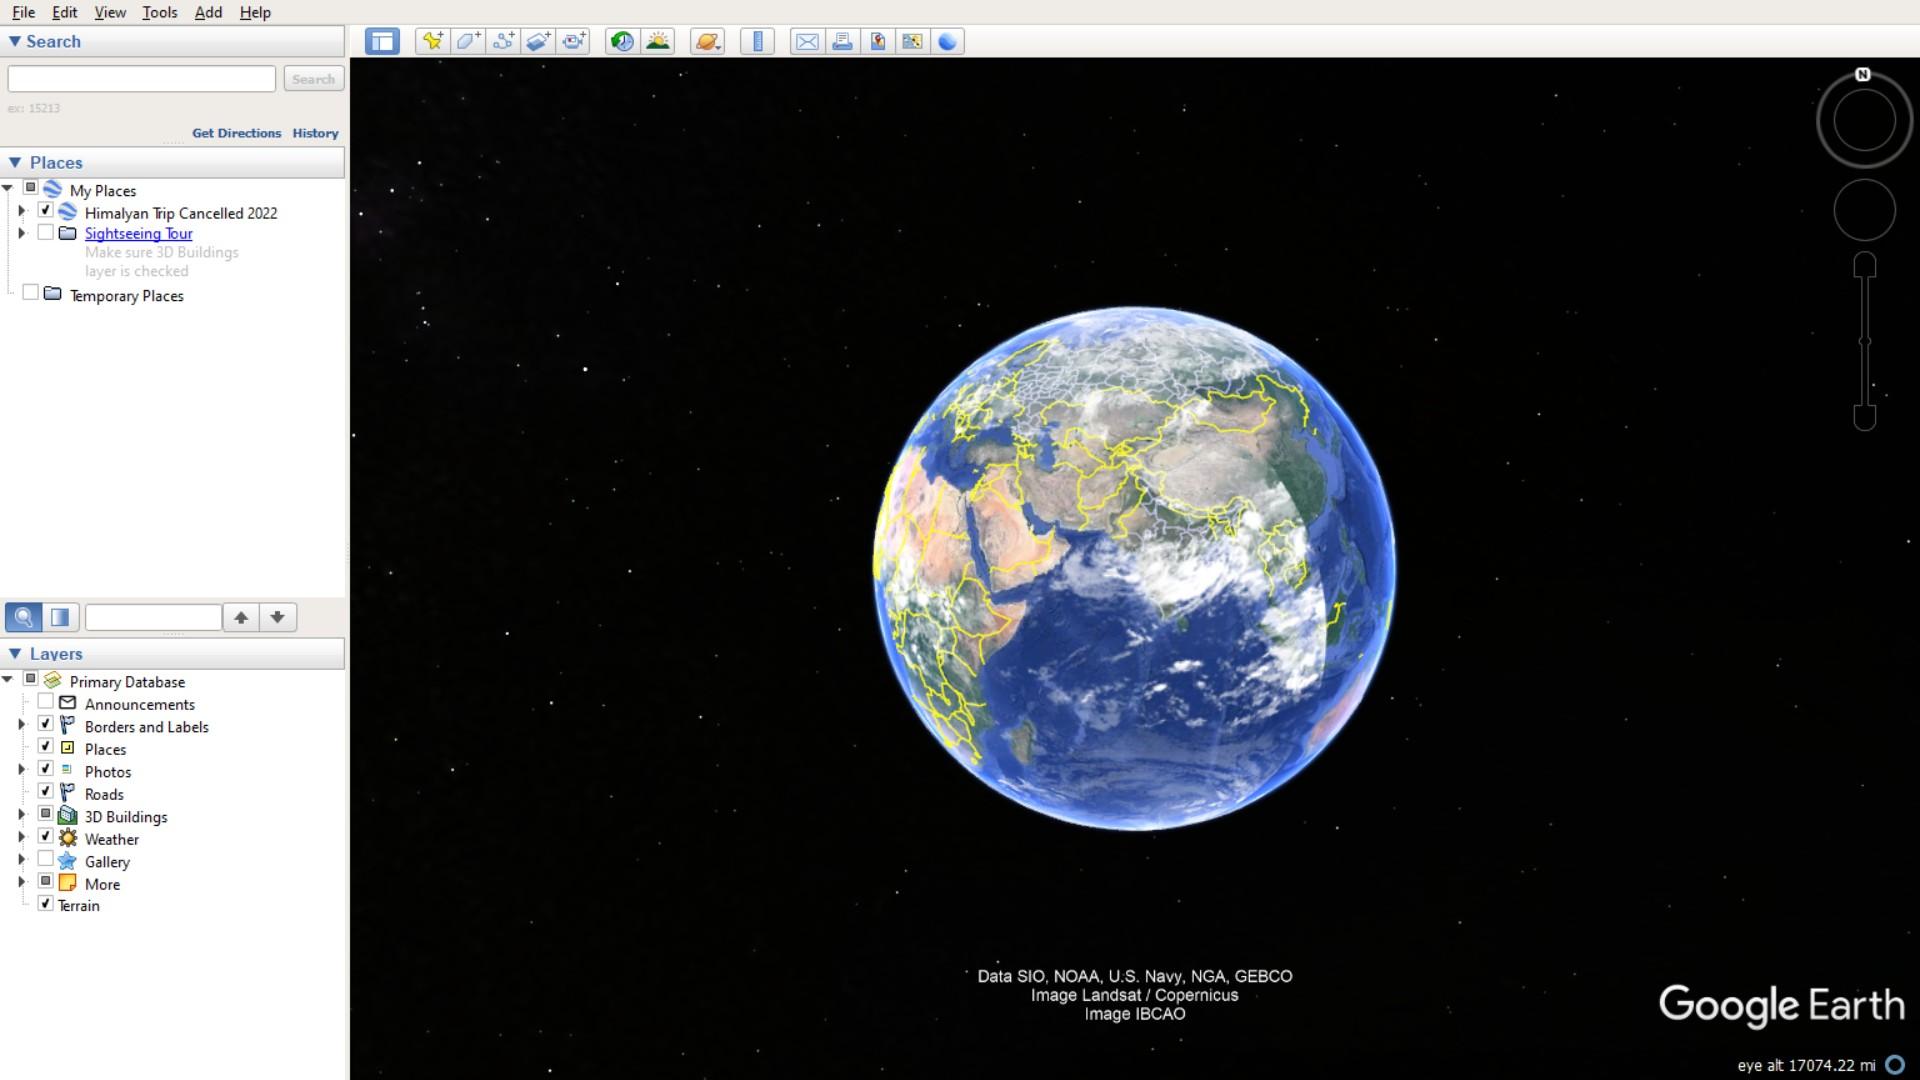 File Edit View Tools Add Help
Search
Search
ex: 15213
Get Directions History
Places
My Places
Himalyan Trip Cancelled 2022
Sightseeing Tour
Make sure 3D Buildings
layer is checked
Temporary Places
Layers
Primary Database
Announcements
Borders and Labels
Places
Photos
Roads
3D Buildings
Weather
Gallery
More
Terrain
N
Data SIO, NOAA, U.S. Navy, NGA, GEBCO
Image Landsat / Copernicus
Image IBCAO
Google Earth
eye alt 17074.22 mi